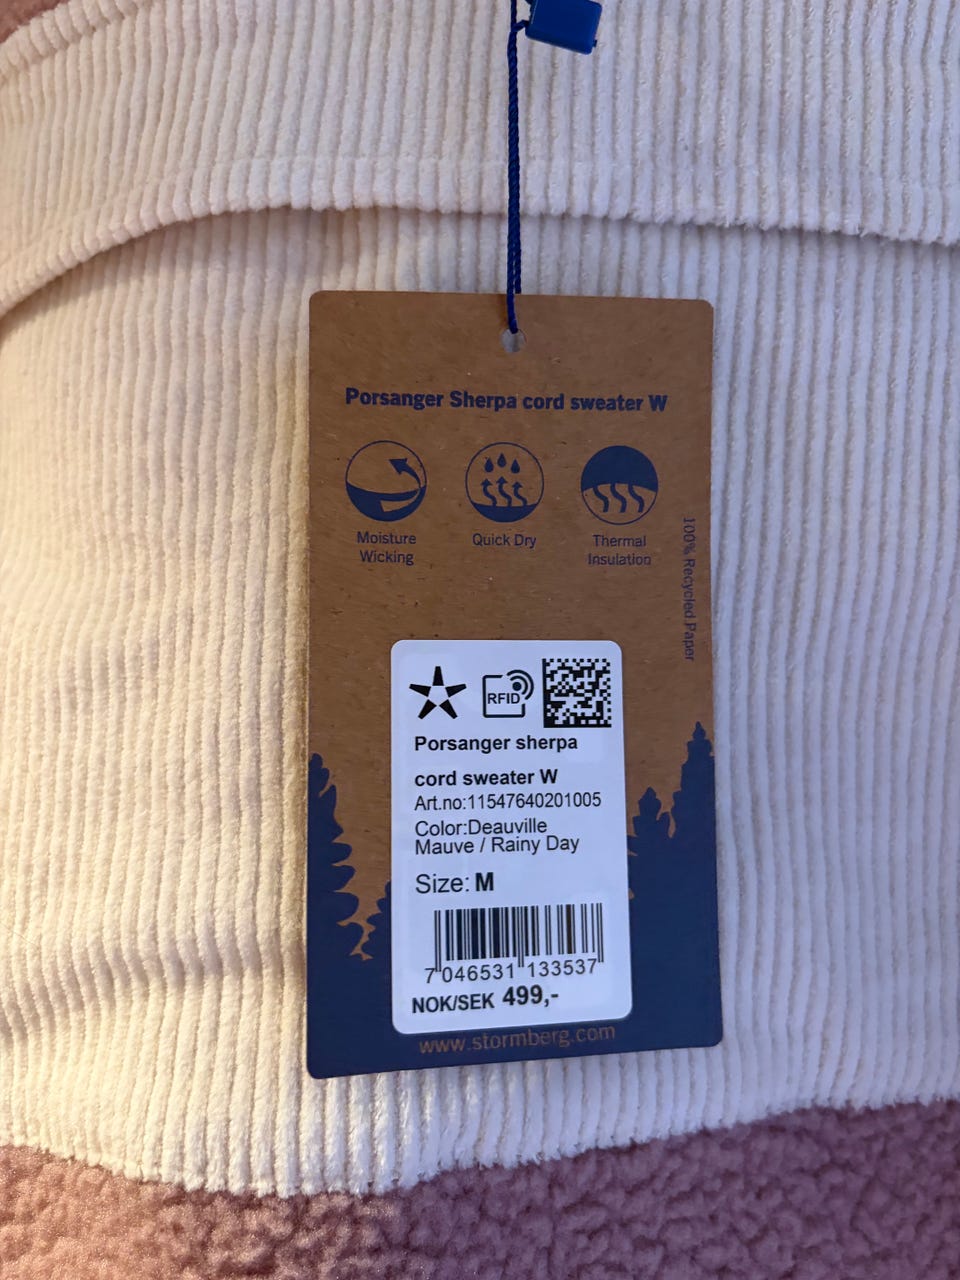 Porsanger Sherpa cord sweater W
Moisture
Wicking
Quick Dry
Thermal
Insulation
100% Recycled Paper
RFID
Porsanger sherpa
cord sweater W
Art.no:11547640201005
Color:Deauville
Mauve / Rainy Day
Size: M
7 046531 133537
NOK/SEK 499,-
www.stormberg.com